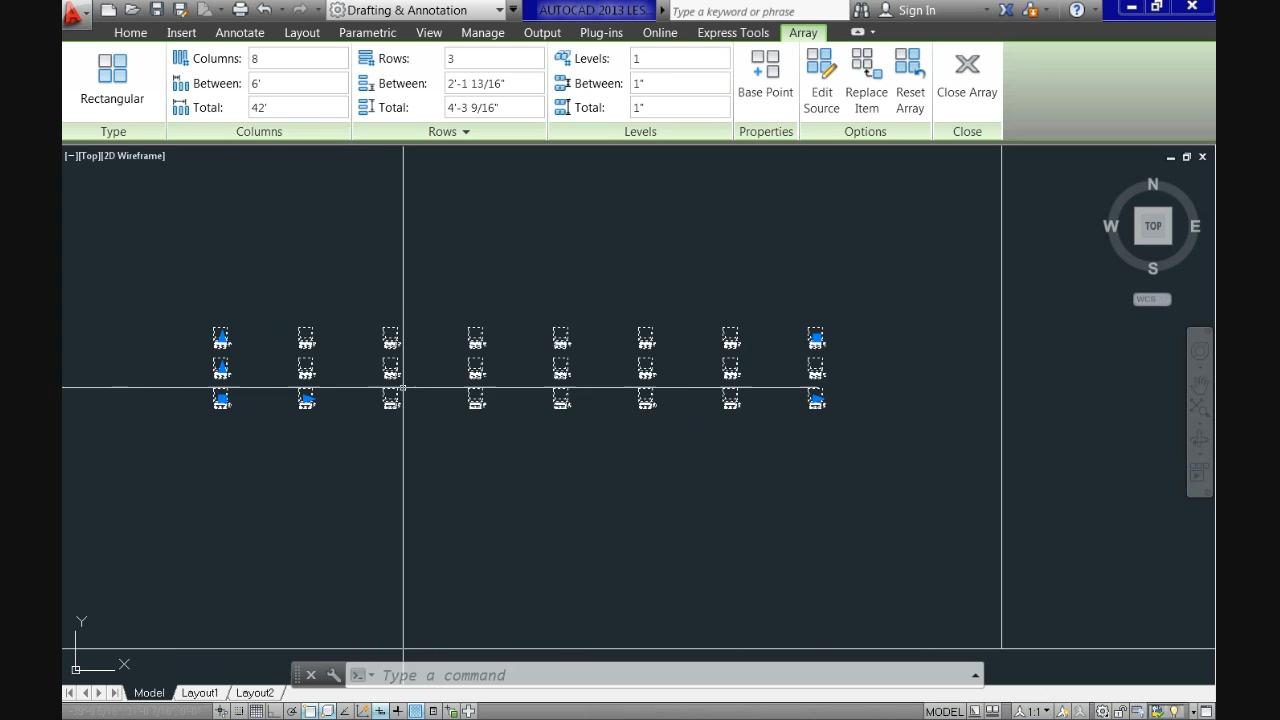 Drafting & Annotation
AUTOCAD 2013 LES
Type a keyword or phrase
Sign In
Home
Insert
Annotate
Layout
Parametric
View
Manage
Output
Plug-ins
Online
Express Tools
Array
Columns: 8
Between: 6'
Total: 42'
Rows: 3
Between: 2'-1 13/16"
Total: 4'-3 9/16"
Levels: 1
Between: 1"
Total: 1"
Rectangular
Base Point
Edit Source
Replace Item
Reset Array
Close Array
Type
Columns
Rows
Levels
Properties
Options
Close
[−][Top][2D Wireframe]
N
W
TOP
E
S
WCS
Y
X
Type a command
Model
Layout1
Layout2
MODEL
1:1